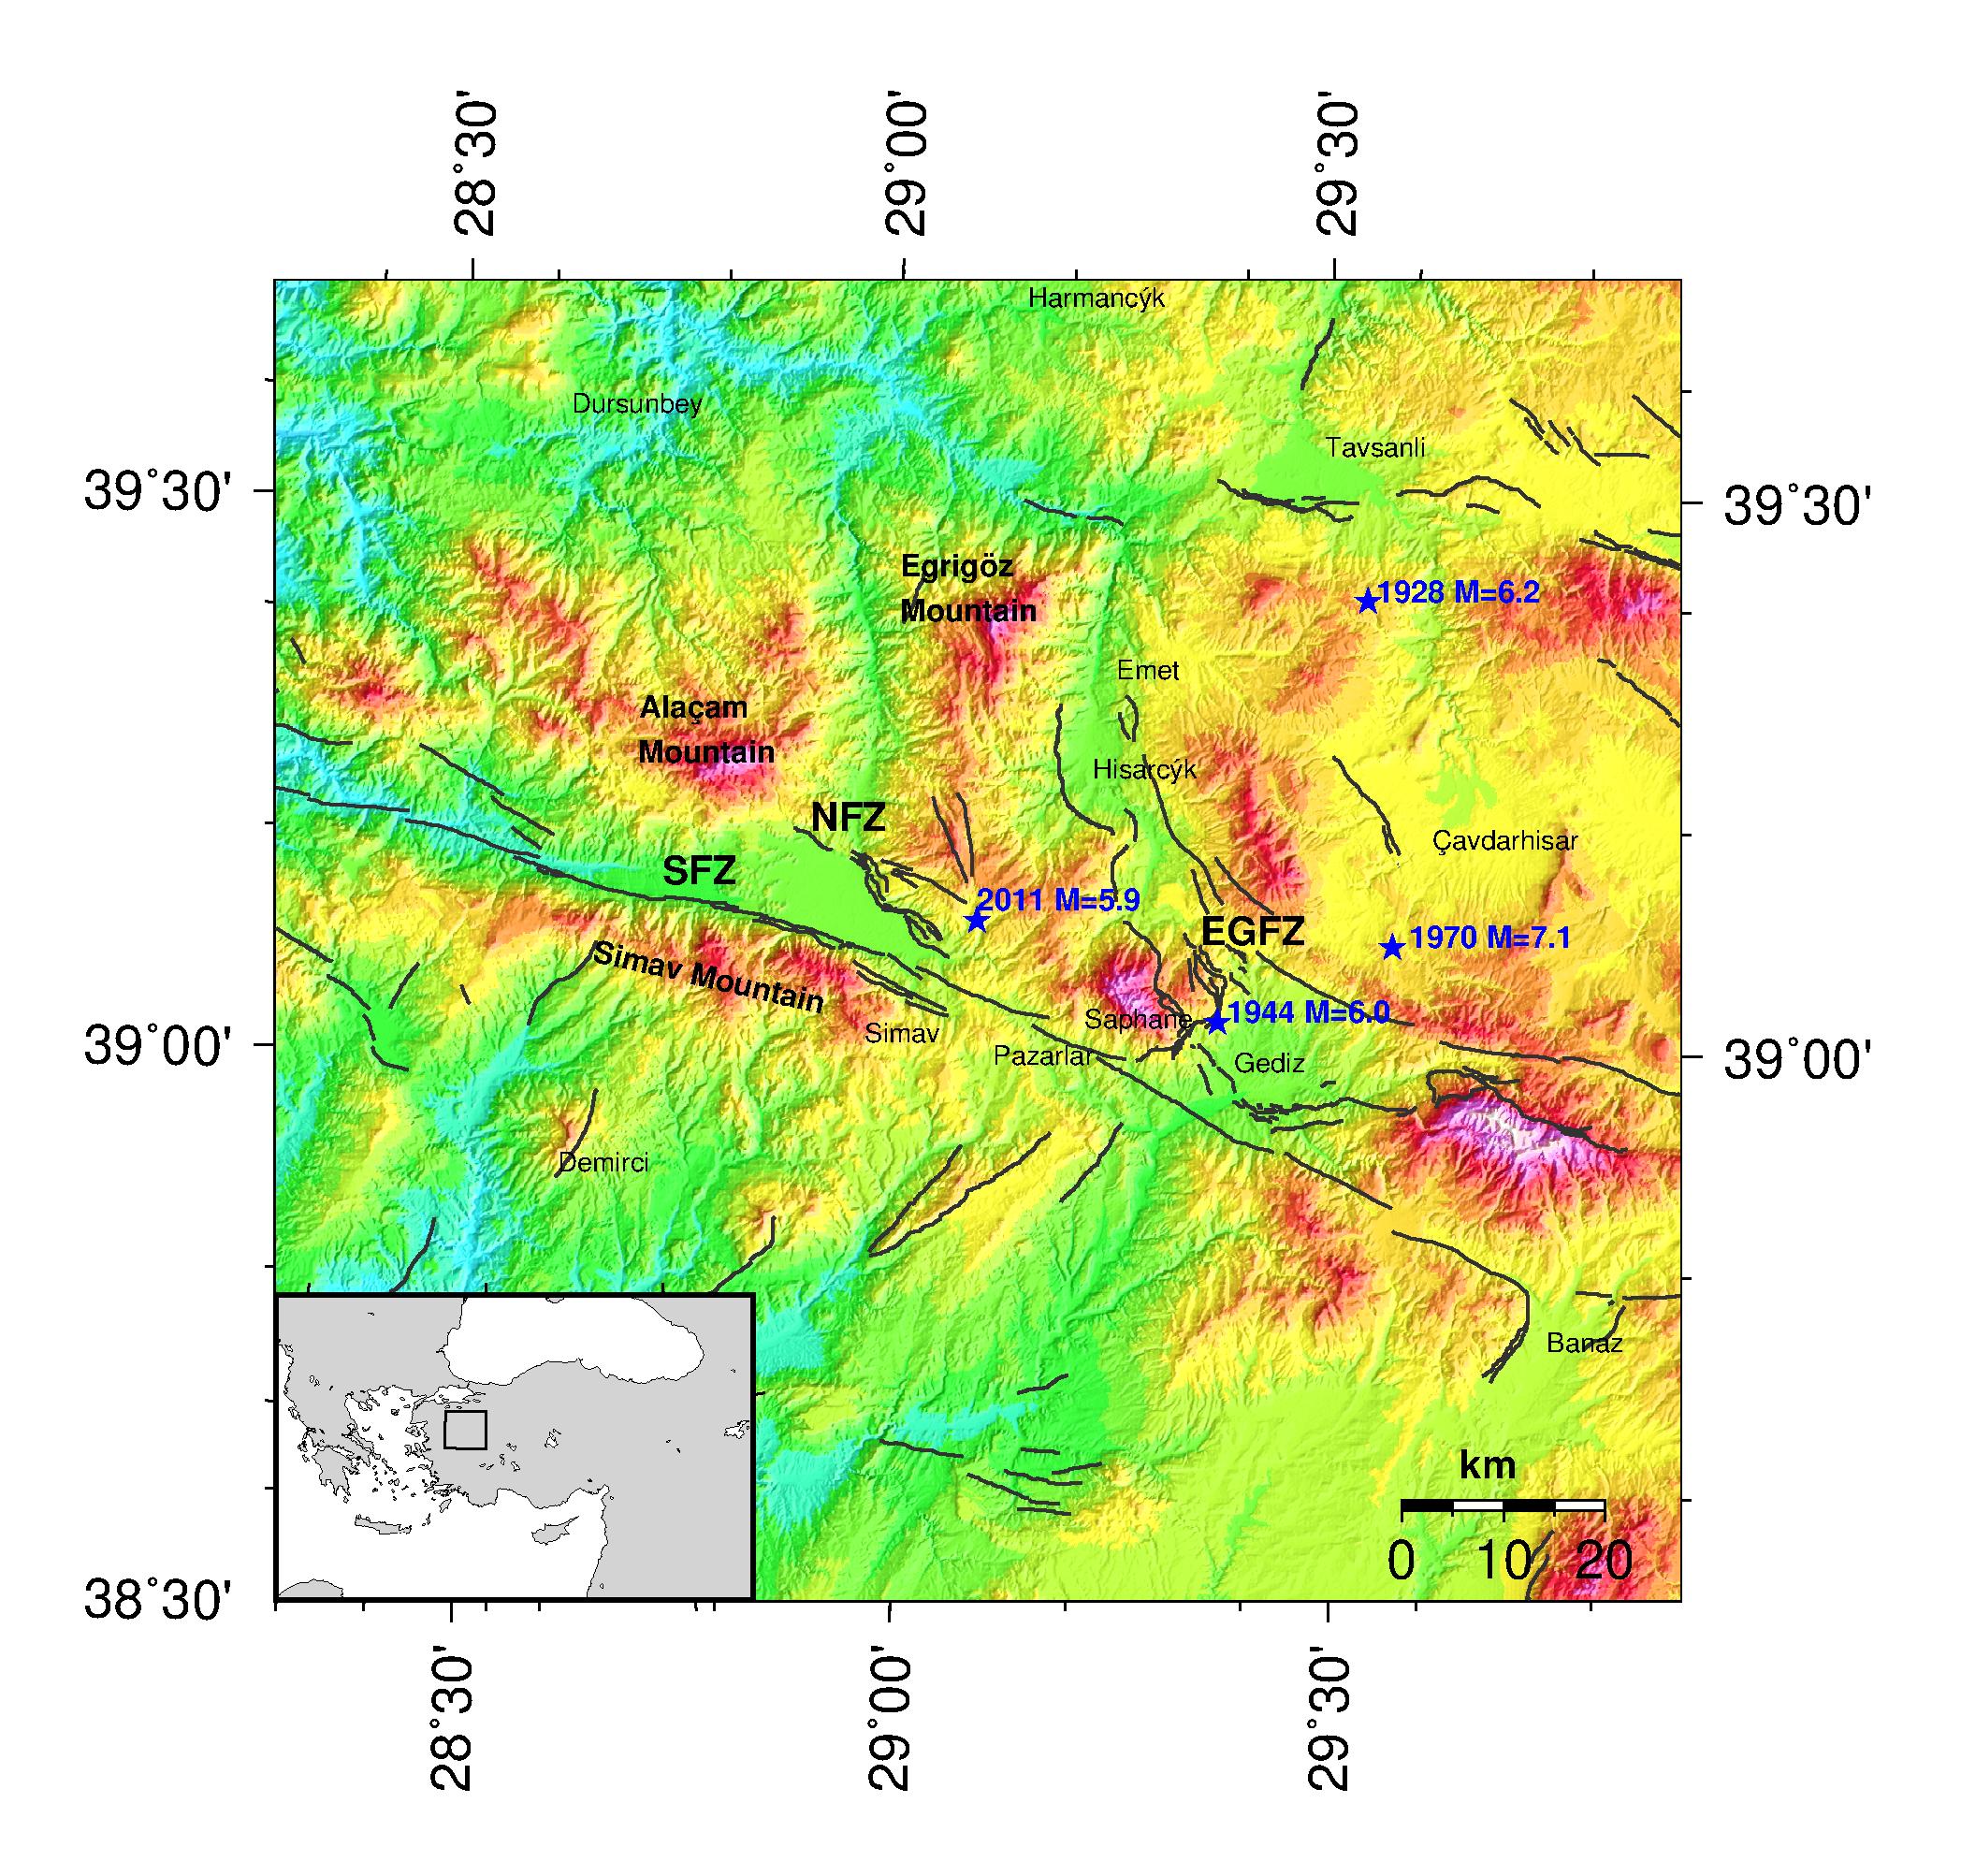 28°30'
29°00'
29°30'
Harmancýk
Dursunbey
Tavsanli
39°30'
39°30'
Egrigöz
Mountain
1928 M=6.2
Emet
Alaçam
Mountain
Hisarcýk
NFZ
Çavdarhisar
SFZ
2011 M=5.9
EGFZ
1970 M=7.1
Simav Mountain
1944 M=6.0
Saphane
Simav
39°00'
Pazarlar
Gediz
39°00'
Demirci
Banaz
km
0 10 20
38°30'
28°30'
29°00'
29°30'